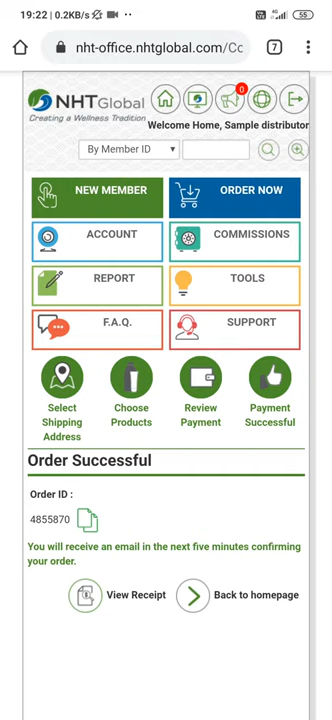 19:22 | 0.2KB/s
4G
55
nht-office.nhtglobal.com/Cc
7
NHTGlobal
Creating a Wellness Tradition
0
Welcome Home, Sample distributor
By Member ID
NEW MEMBER
ORDER NOW
ACCOUNT
COMMISSIONS
REPORT
TOOLS
F.A.Q.
SUPPORT
Select
Shipping
Address
Choose
Products
Review
Payment
Payment
Successful
Order Successful
Order ID :
4855870
You will receive an email in the next five minutes confirming
your order.
View Receipt
Back to homepage